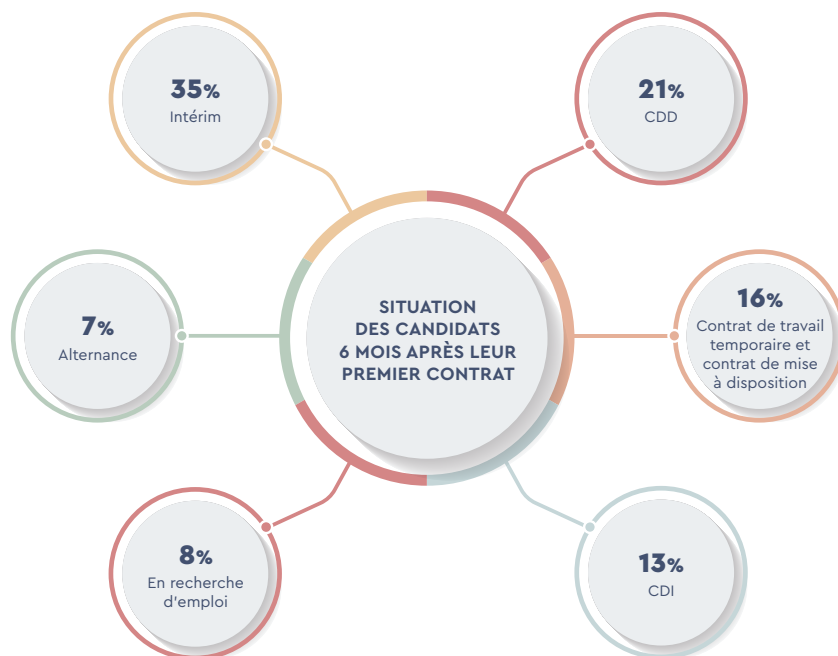 35%
Intérim
21%
CDD
SITUATION
DES CANDIDATS
6 MOIS APRÈS LEUR
PREMIER CONTRAT
7%
Alternance
16%
Contrat de travail
temporaire et
contrat de mise
à disposition
8%
En recherche
d'emploi
13%
CDI